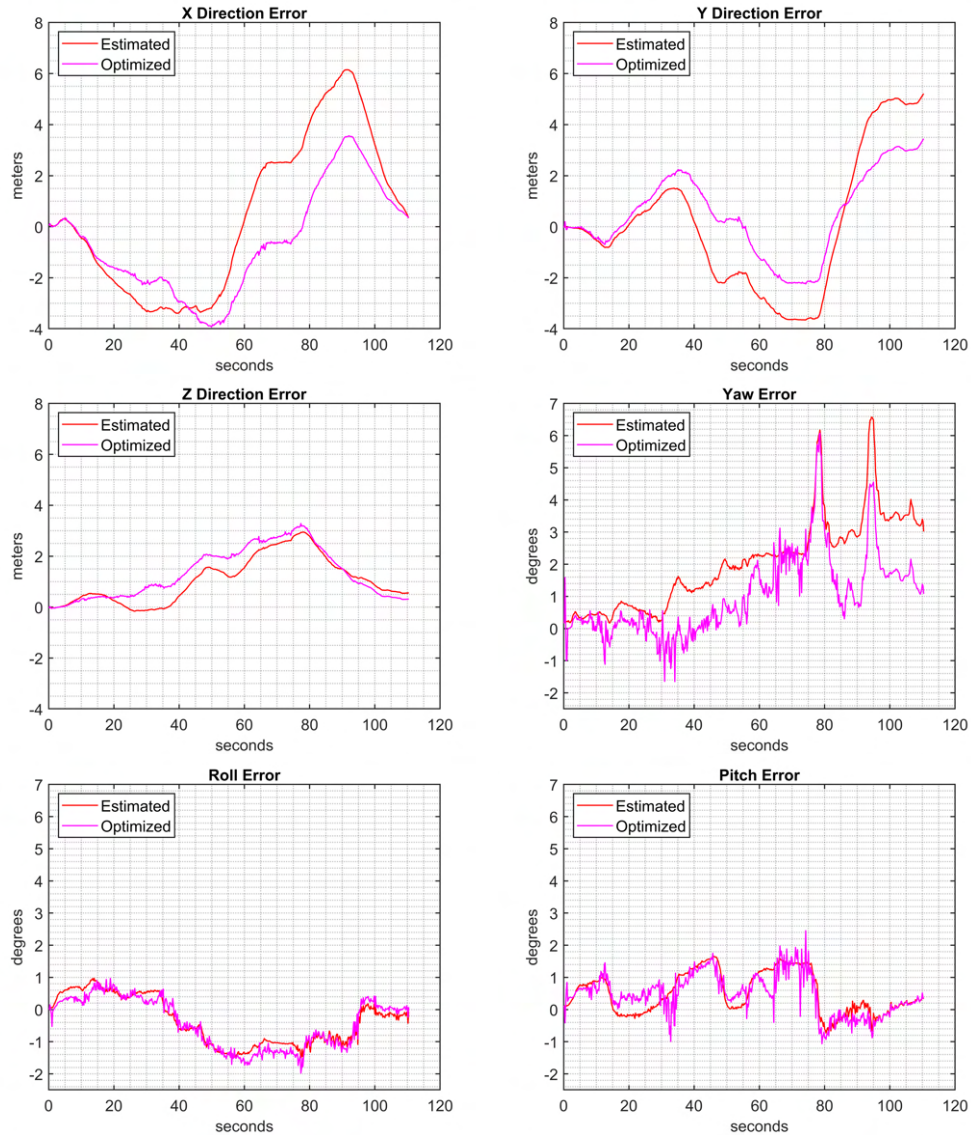 X Direction Error
8
6
4
2
0
-2
-4
meters
Estimated
Optimized
0 20 40 60 80 100 120
seconds
Y Direction Error
8
6
4
2
0
-2
-4
meters
Estimated
Optimized
0 20 40 60 80 100 120
seconds
Z Direction Error
8
6
4
2
0
-2
-4
meters
Estimated
Optimized
0 20 40 60 80 100 120
seconds
Yaw Error
7
6
5
4
3
2
1
0
-1
-2
degrees
Estimated
Optimized
0 20 40 60 80 100 120
seconds
Roll Error
7
6
5
4
3
2
1
0
-1
-2
degrees
Estimated
Optimized
0 20 40 60 80 100 120
seconds
Pitch Error
7
6
5
4
3
2
1
0
-1
-2
degrees
Estimated
Optimized
0 20 40 60 80 100 120
seconds